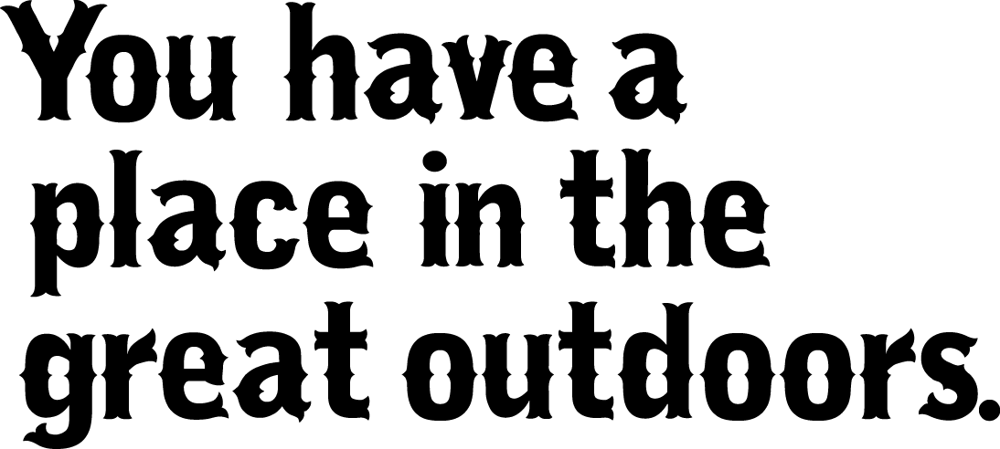 You have a
place in the
great outdoors.